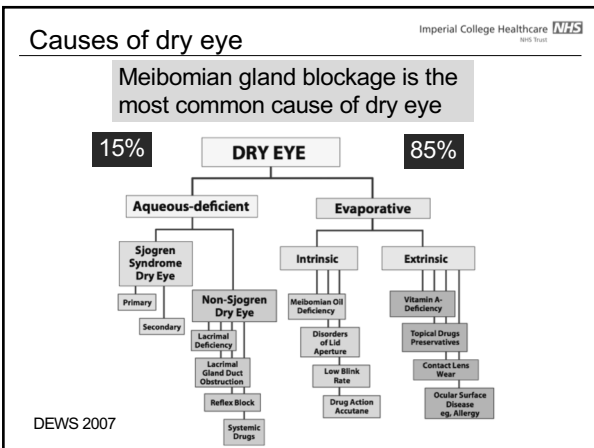 Causes of dry eye
Imperial College Healthcare NHS
NHS Trust
Meibomian gland blockage is the
most common cause of dry eye
15%
DRY EYE
85%
Aqueous-deficient
Evaporative
Sjogren
Syndrome
Dry Eye
Primary
Secondary
Non-Sjogren
Dry Eye
Lacrimal
Deficiency
Lacrimal
Gland Duct
Obstruction
Reflex Block
Systemic
Drugs
Intrinsic
Meibomian Oil
Deficiency
Disorders
of Lid
Aperture
Low Blink
Rate
Drug Action
Accutane
Extrinsic
Vitamin A-
Deficiency
Topical Drugs
Preservatives
Contact Lens
Wear
Ocular Surface
Disease
eg, Allergy
DEWS 2007